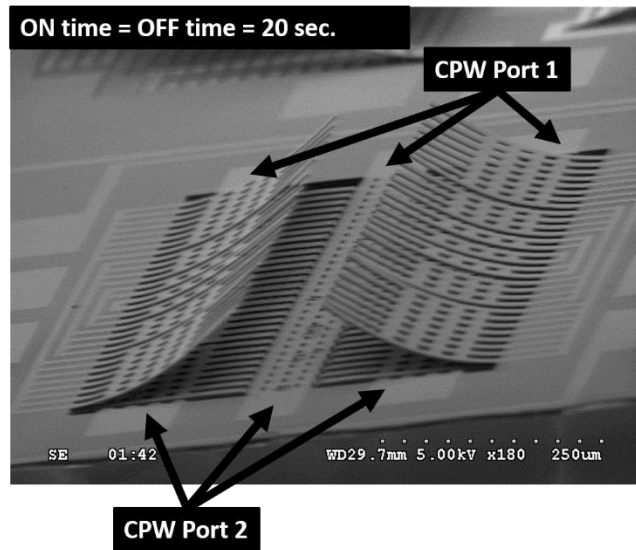 ON time = OFF time = 20 sec.
CPW Port 1
SE 01:42 WD29.7mm 5.00kV x180 250um
CPW Port 2